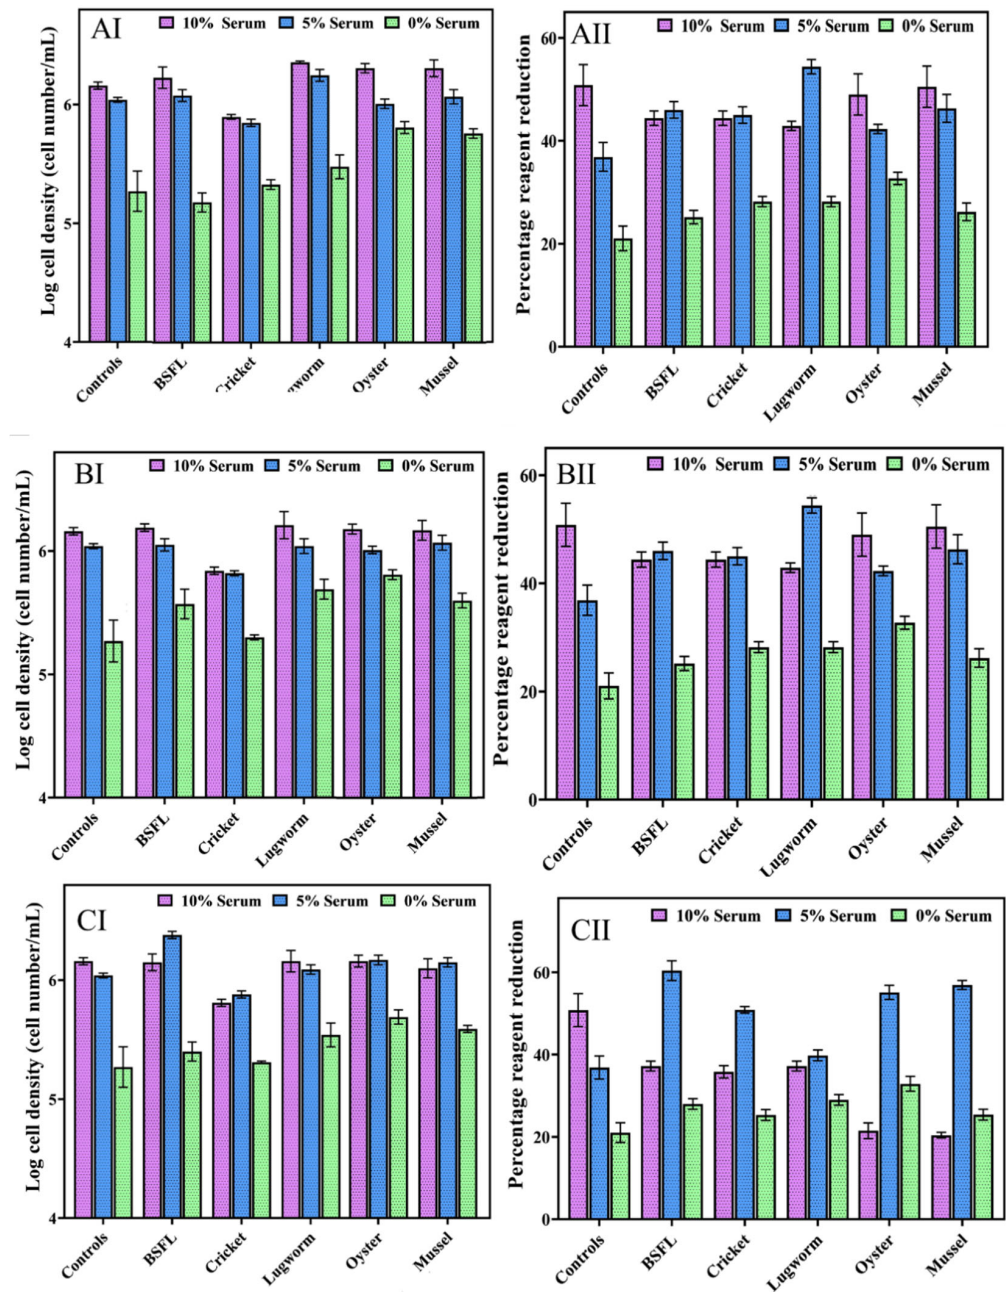 AI
10% Serum 5% Serum 0% Serum
Log cell density (cell number/mL)
6
5
4
Controls BSFL Cricket gworm Oyster Mussel
AII
10% Serum 5% Serum 0% Serum
Percentage reagent reduction
60
40
20
0
Controls BSFL Cricket Lugworm Oyster Mussel
BI
10% Serum 5% Serum 0% Serum
Log cell density (cell number/mL)
6
5
4
Controls BSFL Cricket Lugworm Oyster Mussel
BII
10% Serum 5% Serum 0% Serum
Percentage reagent reduction
60
40
20
0
Controls BSFL Cricket Lugworm Oyster Mussel
CI
10% Serum 5% Serum 0% Serum
Log cell density (cell number/mL)
6
5
4
Controls BSFL Cricket Lugworm Oyster Mussel
CII
10% Serum 5% Serum 0% Serum
Percentage reagent reduction
60
40
20
0
Controls BSFL Cricket Lugworm Oyster Mussel